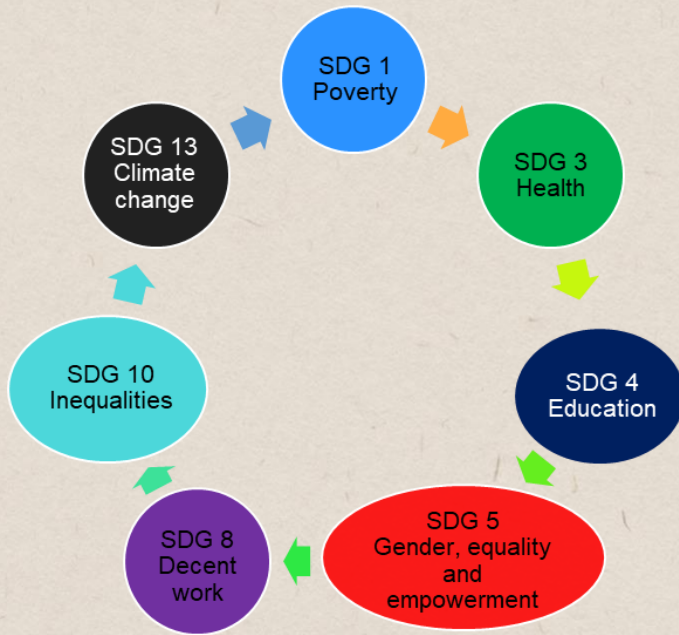 SDG 1
Poverty
SDG 3
Health
SDG 4
Education
SDG 5
Gender, equality
and
empowerment
SDG 8
Decent
work
SDG 10
Inequalities
SDG 13
Climate
change